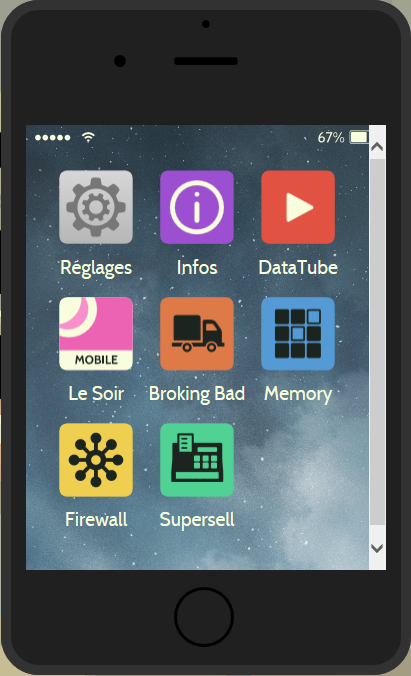 67%
Réglages Infos DataTube
MOBILE
Le Soir Broking Bad Memory
Firewall Supersell